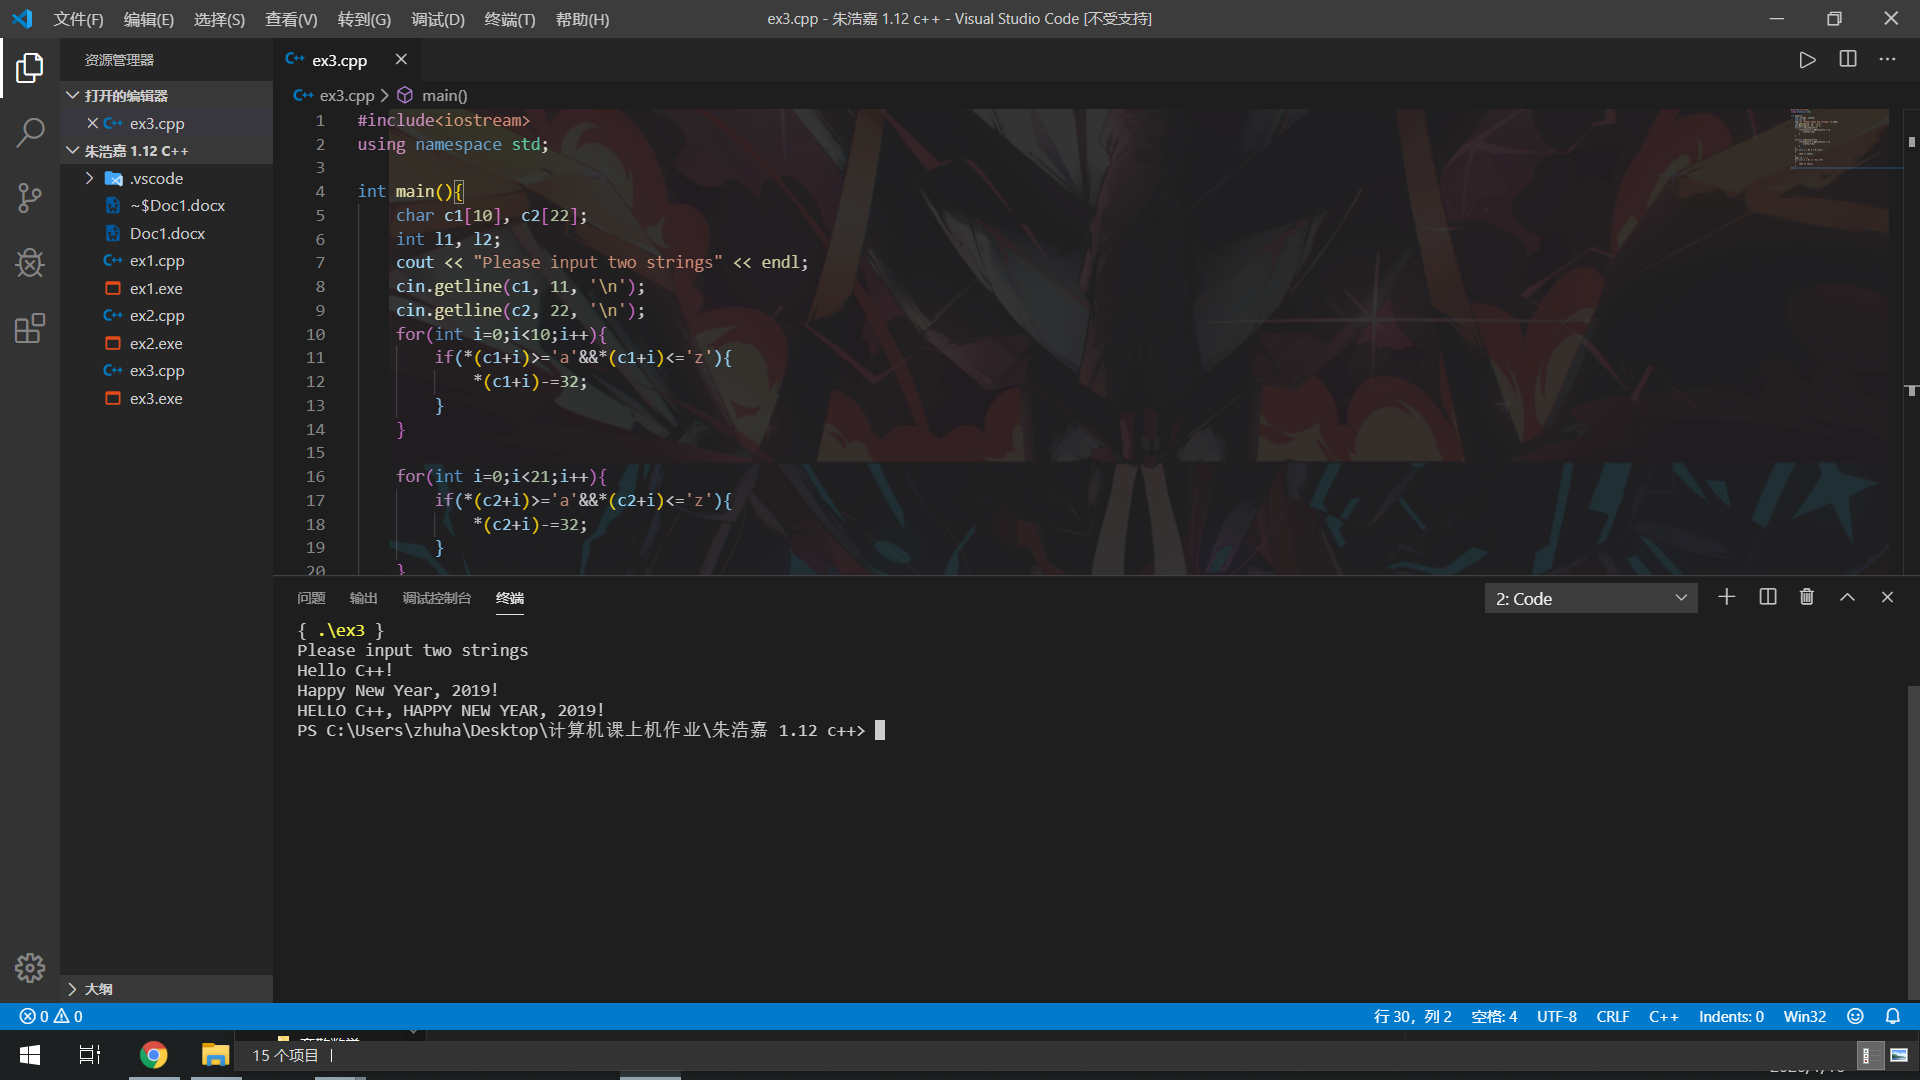 文件(F) 编辑(E) 选择(S) 查看(V) 转到(G) 调试(D) 终端(T) 帮助(H)
ex3.cpp - 朱浩嘉 1.12 c++ - Visual Studio Code [不受支持]
资源管理器
打开的编辑器
ex3.cpp
朱浩嘉 1.12 C++
.vscode
~$Doc1.docx
Doc1.docx
ex1.cpp
ex1.exe
ex2.cpp
ex2.exe
ex3.cpp
ex3.exe
大纲
ex3.cpp
ex3.cpp main()
1 #include<iostream>
2 using namespace std;
3
4 int main(){
5 char c1[10], c2[22];
6 int l1, l2;
7 cout << "Please input two strings" << endl;
8 cin.getline(c1, 11, '\n');
9 cin.getline(c2, 22, '\n');
10 for(int i=0;i<10;i++){
11 if(*(c1+i)>='a'&&*(c1+i)<='z'){
12 *(c1+i)-=32;
13 }
14 }
15
16 for(int i=0;i<21;i++){
17 if(*(c2+i)>='a'&&*(c2+i)<='z'){
18 *(c2+i)-=32;
19 }
20 }
问题 输出 调试控制台 终端
2: Code
{ .\ex3 }
Please input two strings
Hello C++!
Happy New Year, 2019!
HELLO C++, HAPPY NEW YEAR, 2019!
PS C:\Users\zhuha\Desktop\计算机课上机作业\朱浩嘉 1.12 c++>
0 0
行 30，列 2 空格: 4 UTF-8 CRLF C++ Indents: 0 Win32
15 个项目